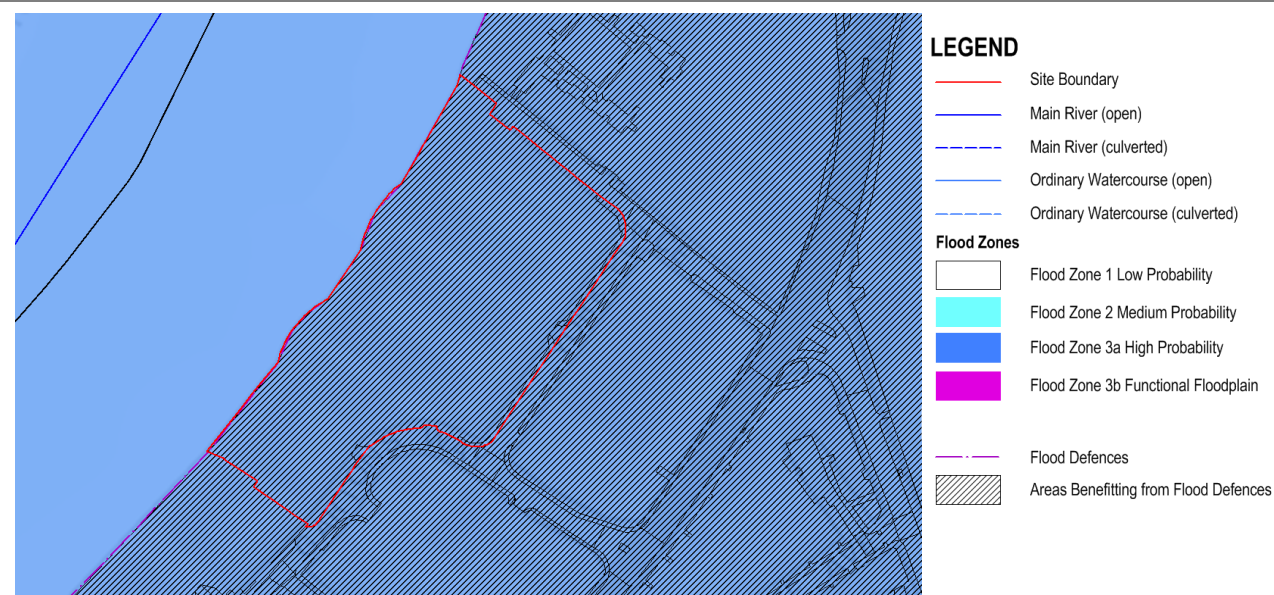 LEGEND
Site Boundary
Main River (open)
Main River (culverted)
Ordinary Watercourse (open)
Ordinary Watercourse (culverted)
Flood Zones
Flood Zone 1 Low Probability
Flood Zone 2 Medium Probability
Flood Zone 3a High Probability
Flood Zone 3b Functional Floodplain
Flood Defences
Areas Benefitting from Flood Defences